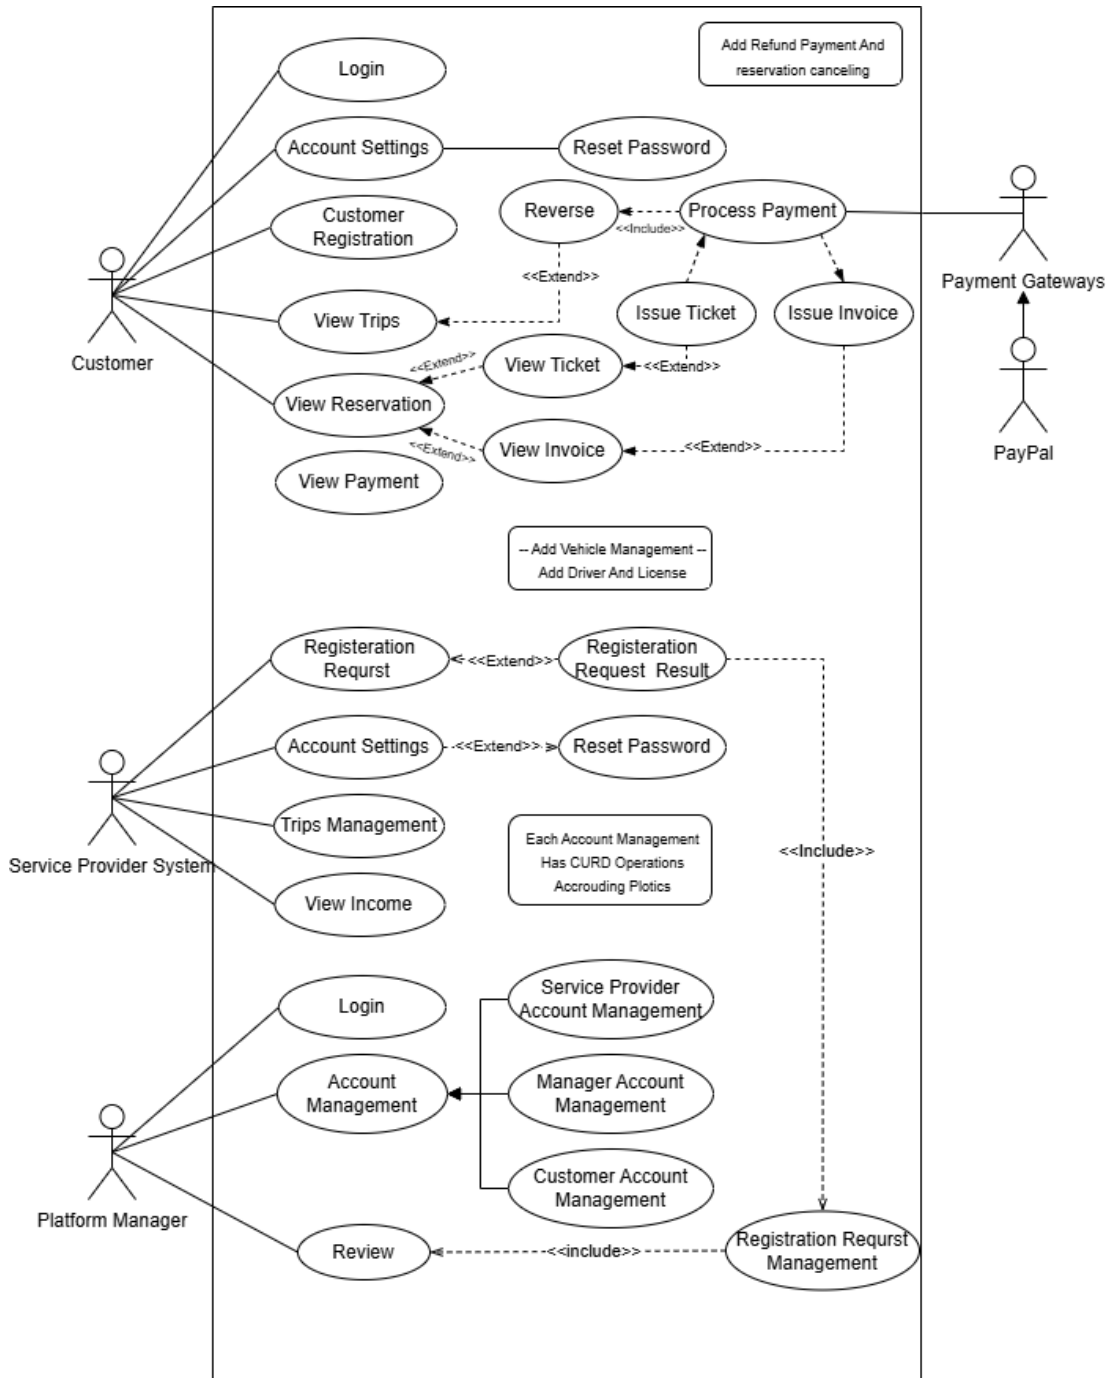 Add Refund Payment And
reservation canceling
Login
Account Settings
Reset Password
Customer
Registration
Reverse
<<Include>>
Process Payment
<<Extend>>
Payment Gateways
View Trips
Issue Ticket
Issue Invoice
Customer
<<Extend>>
View Ticket
<<Extend>>
View Reservation
<<Extend>>
View Invoice
<<Extend>>
PayPal
View Payment
-- Add Vehicle Management --
Add Driver And License
Registeration
Requrst
<<Extend>>
Registeration
Request Result
Account Settings
<<Extend>>
Reset Password
Trips Management
Service Provider System
Each Account Management
Has CURD Operations
Accrouding Plotics
<<Include>>
View Income
Login
Service Provider
Account Management
Account
Management
Manager Account
Management
Customer Account
Management
Platform Manager
Review
<<include>>
Registration Requrst
Management